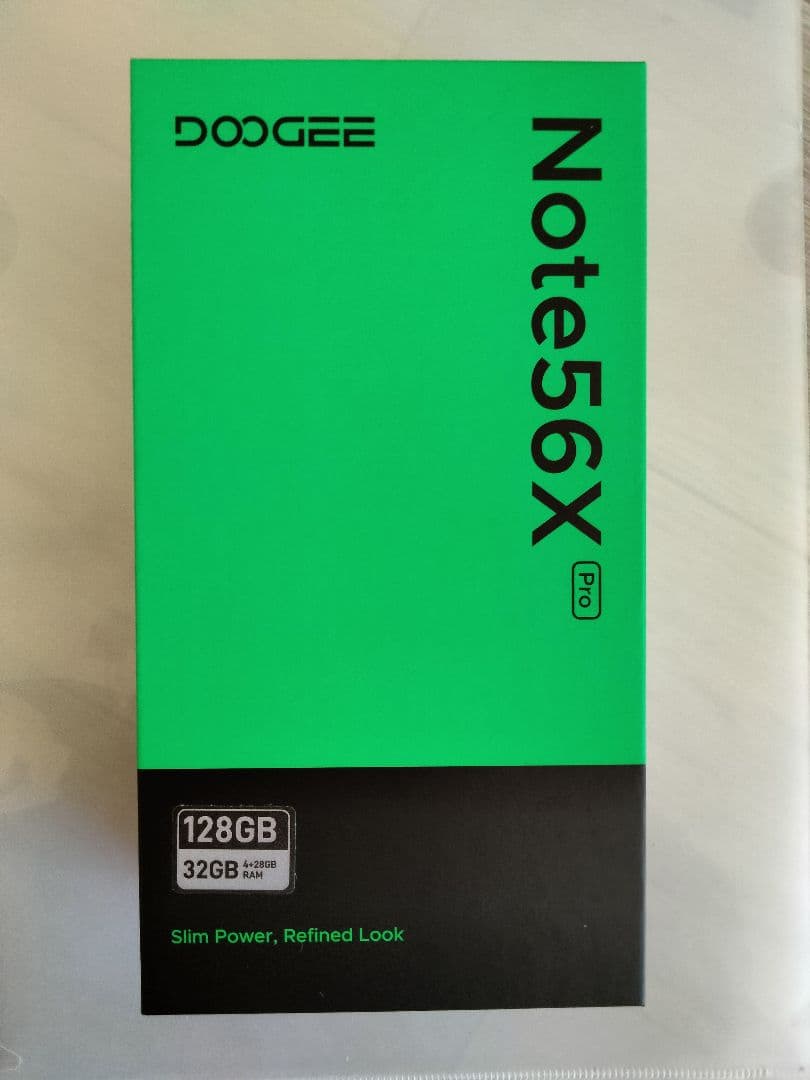 DOOGEE
Note56X Pro
128GB
32GB 4+28GB
RAM
Slim Power, Refined Look